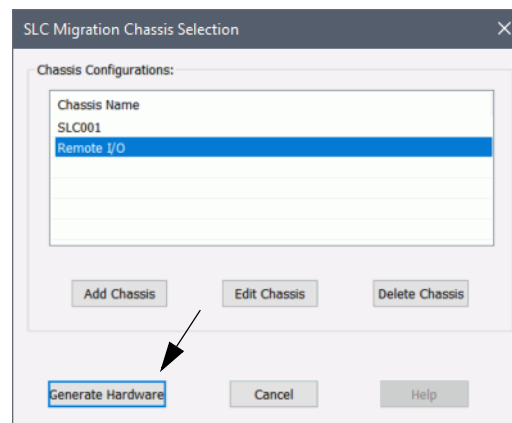 SLC Migration Chassis Selection
Chassis Configurations:
Chassis Name
SLC001
Remote I/O
Add Chassis Edit Chassis Delete Chassis
Generate Hardware Cancel Help